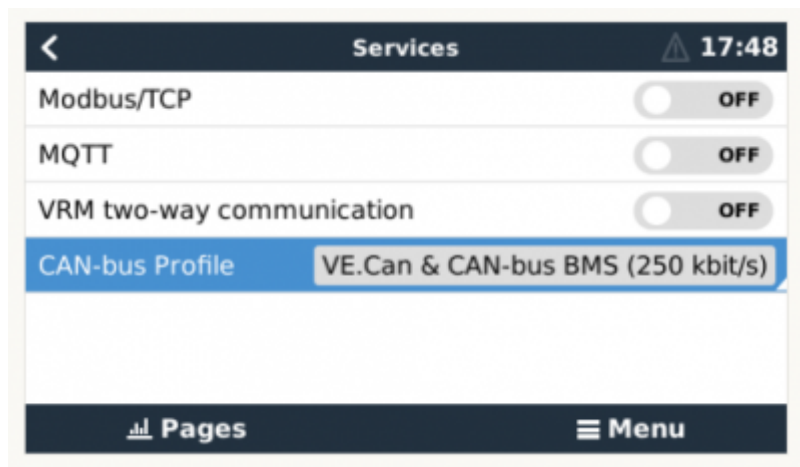 Services 17:48
Modbus/TCP OFF
MQTT OFF
VRM two-way communication OFF
CAN-bus Profile VE.Can & CAN-bus BMS (250 kbit/s)
Pages Menu